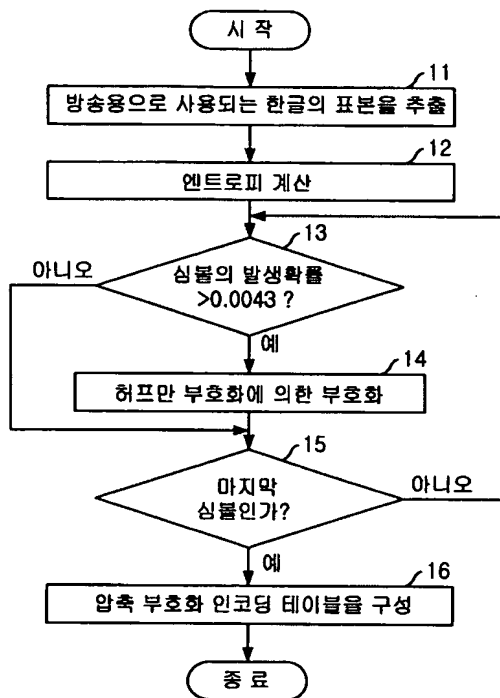 시 작
11
방송용으로 사용되는 한글의 표본을 추출
12
엔트로피 계산
13
아니오
심볼의 발생확률
>0.0043 ?
예
14
허프만 부호화에 의한 부호화
15
마지막
심볼인가?
아니오
예
16
압축 부호화 인코딩 테이블을 구성
종 료